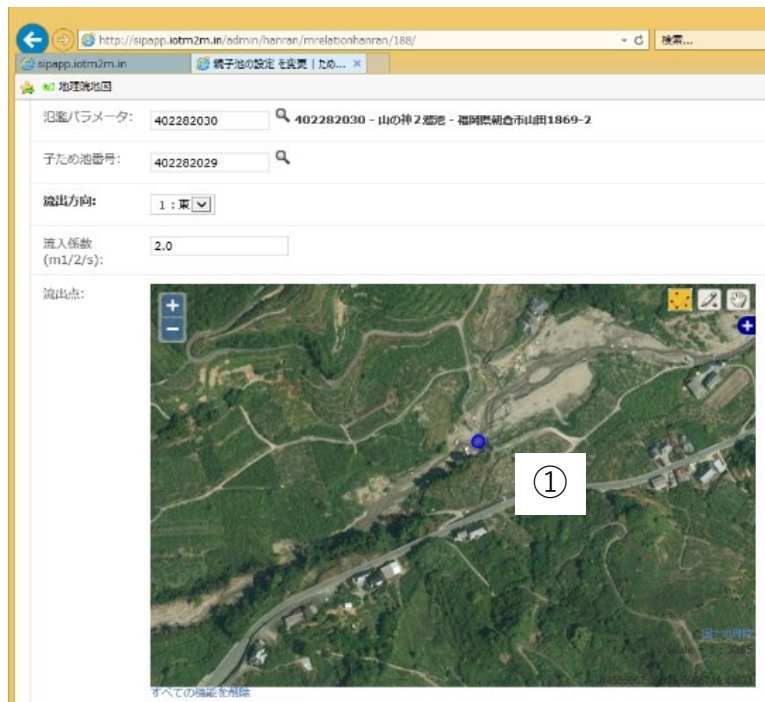 http://sipapp.iotm2m.in/admin/hanran/mrelationhanran/188/
検索...
sipapp.iotm2m.in
親子池の設定 を変更 | ため...
地理院地図
氾濫パラメータ:
402282030
402282030 - 山の神２溜池 - 福岡県朝倉市山田1869-2
子ため池番号:
402282029
流出方向:
1：東
流入係数
(m1/2/s):
2.0
流出点:
+
−
①
国土地理院
すべての機能を削除